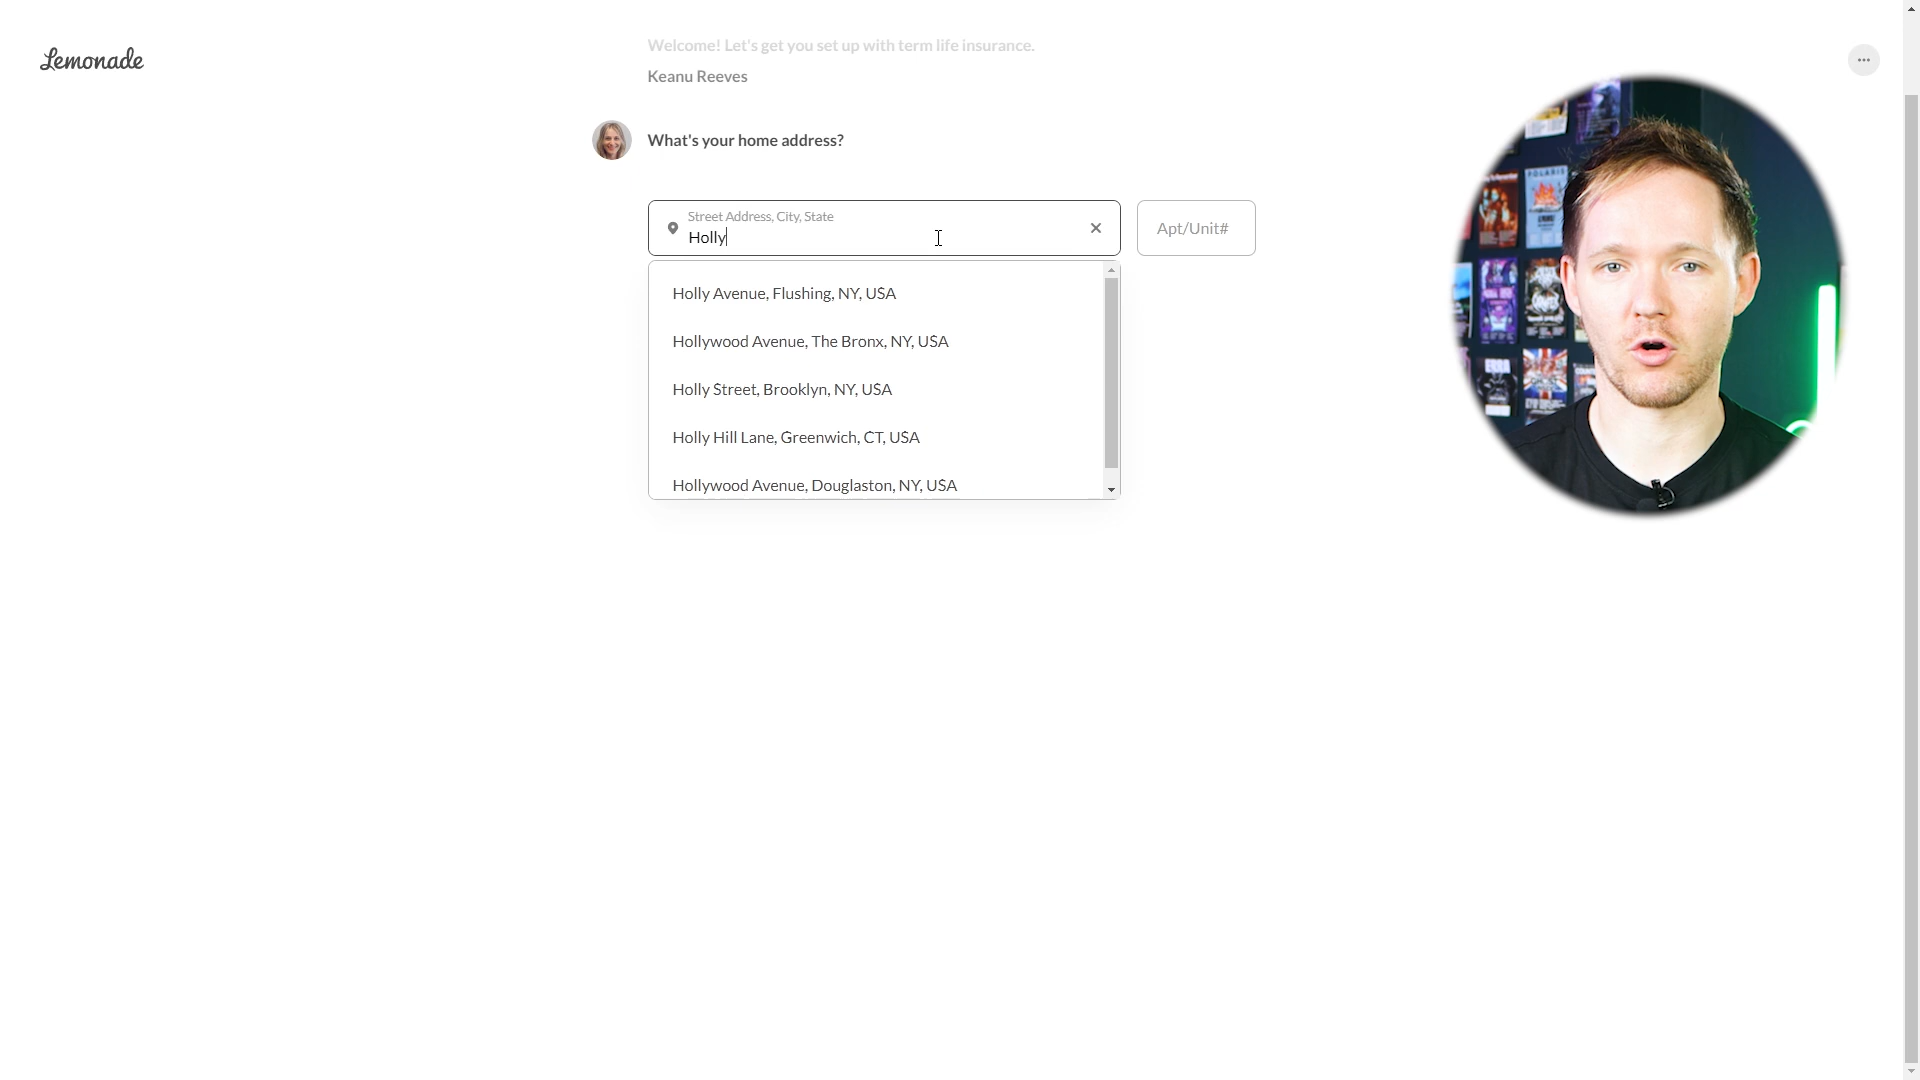 Welcome! Let's get you set up with term life insurance.
Lemonade
Keanu Reeves
What's your home address?
Street Address, City, State
Holly
Apt/Unit#
Holly Avenue, Flushing, NY, USA
Hollywood Avenue, The Bronx, NY, USA
Holly Street, Brooklyn, NY, USA
Holly Hill Lane, Greenwich, CT, USA
Hollywood Avenue, Douglaston, NY, USA
POLARIS